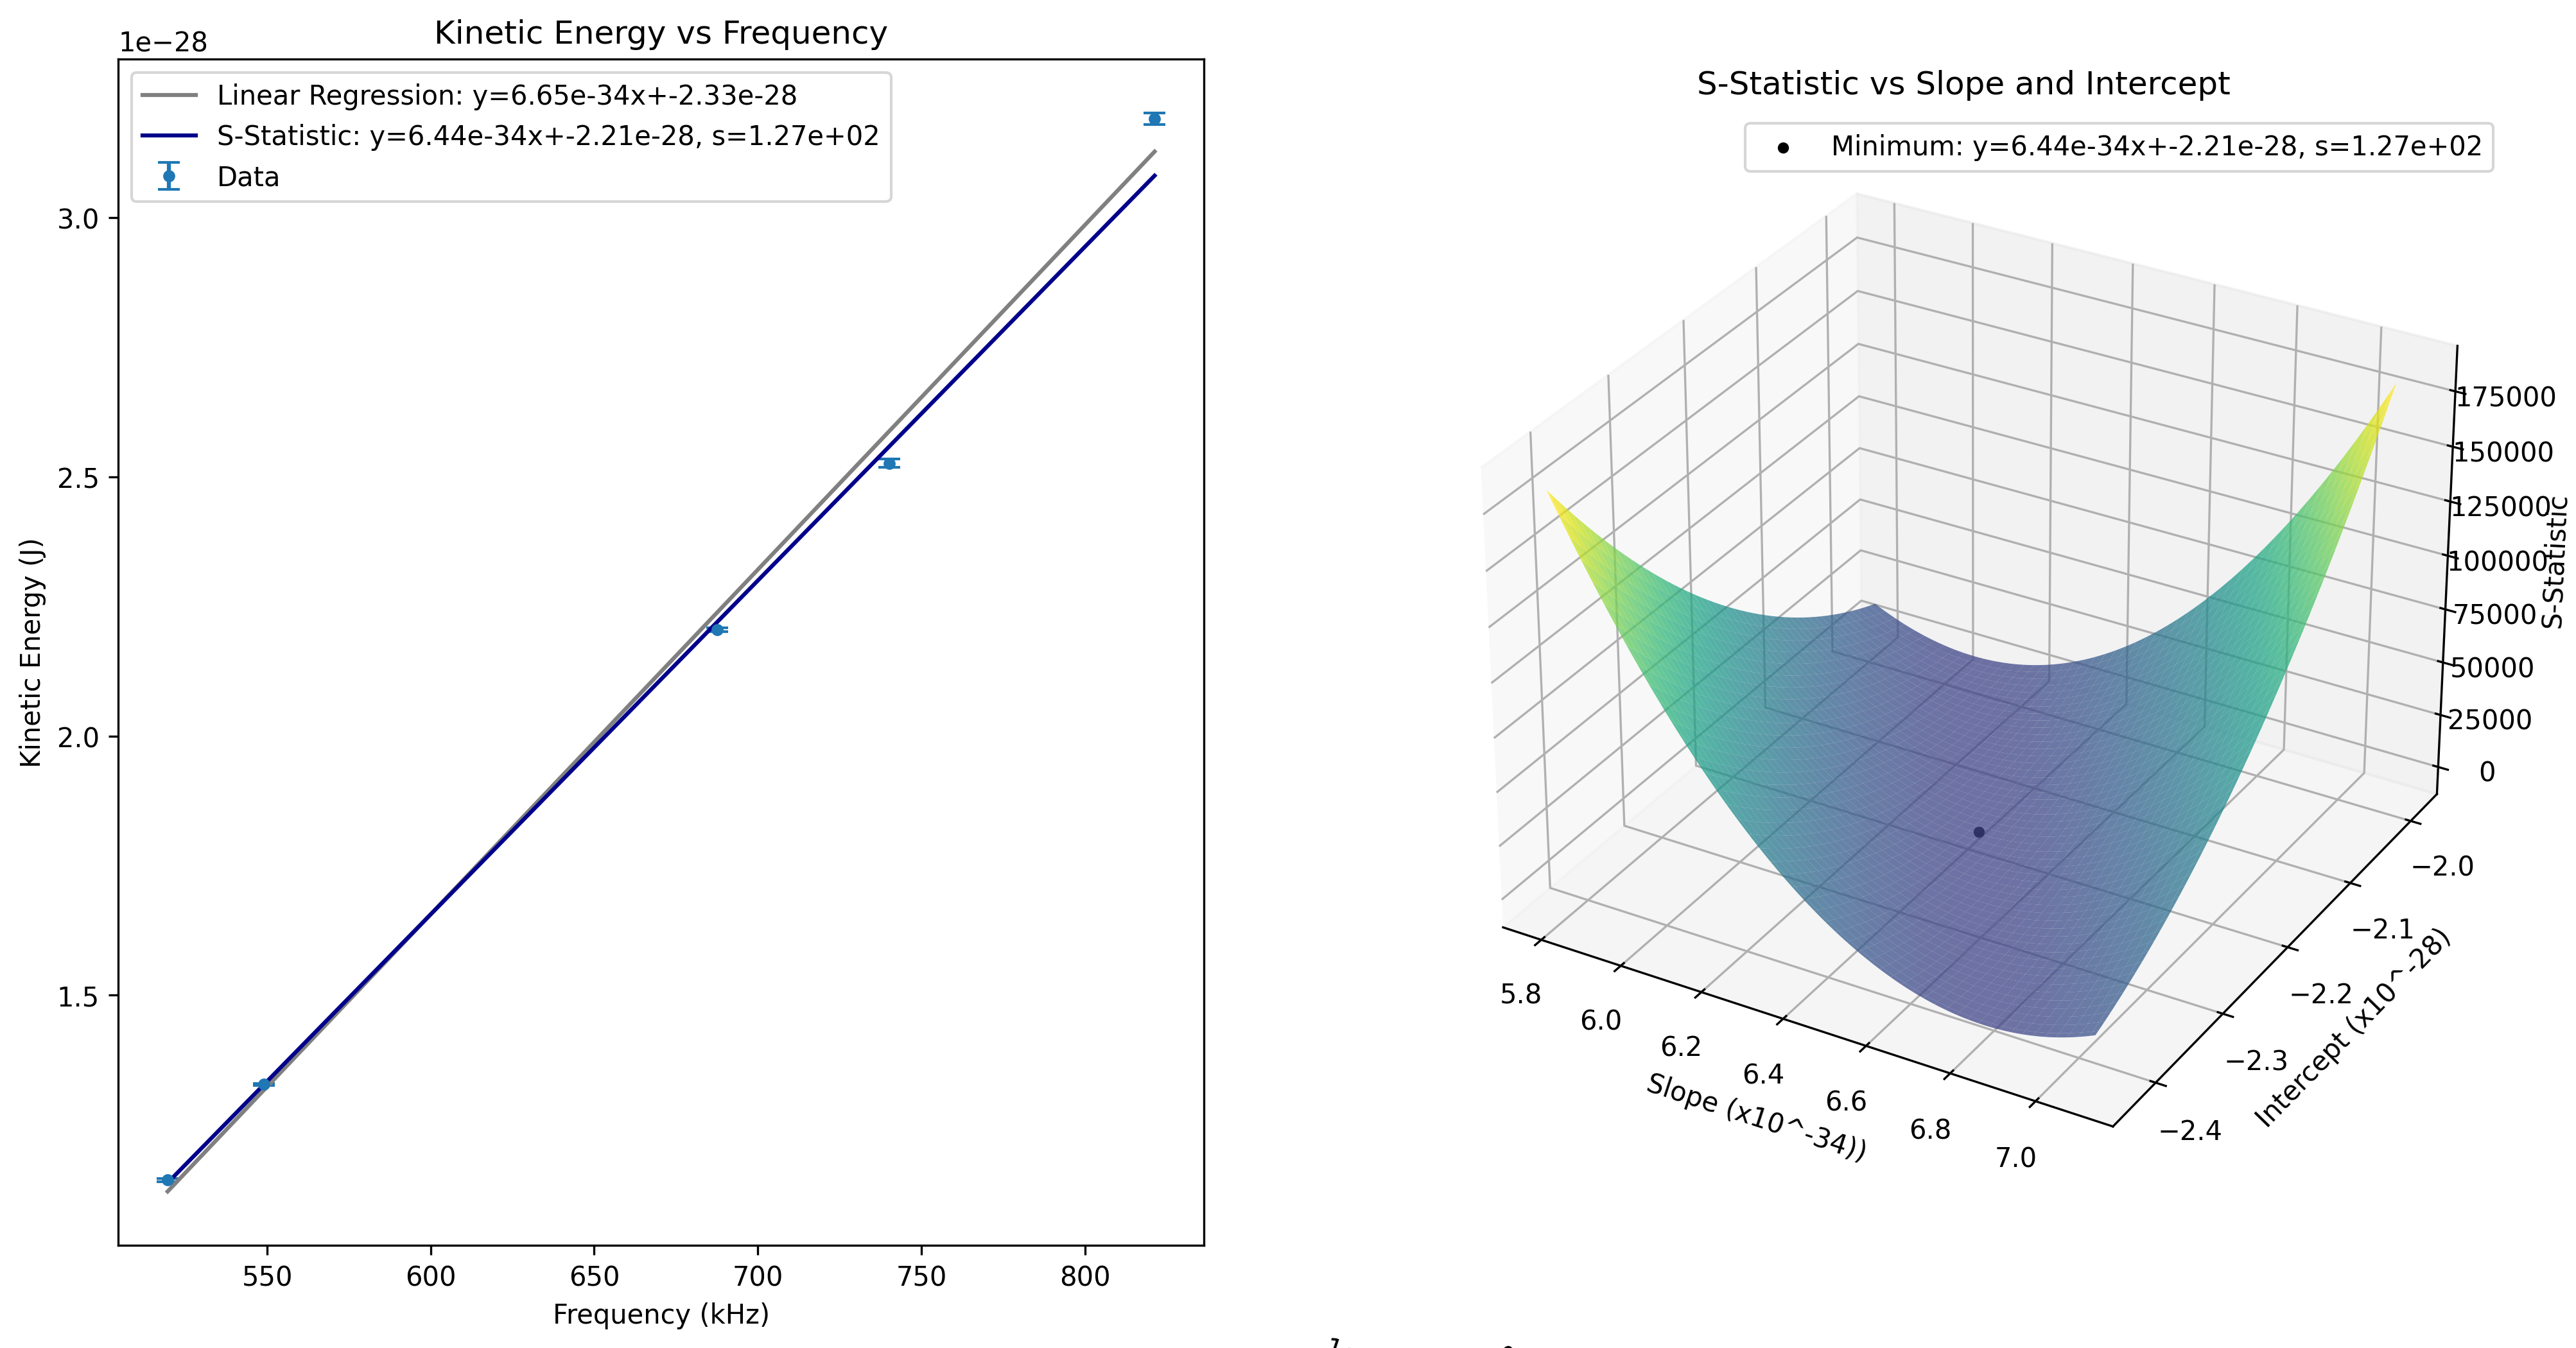 Kinetic Energy vs Frequency
1e−28
Linear Regression: y=6.65e-34x+-2.33e-28
S-Statistic: y=6.44e-34x+-2.21e-28, s=1.27e+02
Data
3.0
2.5
2.0
1.5
Kinetic Energy (J)
550 600 650 700 750 800
Frequency (kHz)
S-Statistic vs Slope and Intercept
Minimum: y=6.44e-34x+-2.21e-28, s=1.27e+02
175000
150000
125000
100000
75000
50000
25000
0
S-Statistic
−2.0
−2.1
−2.2
−2.3
−2.4
Intercept (x10^-28)
5.8
6.0
6.2
6.4
6.6
6.8
7.0
Slope (x10^-34))